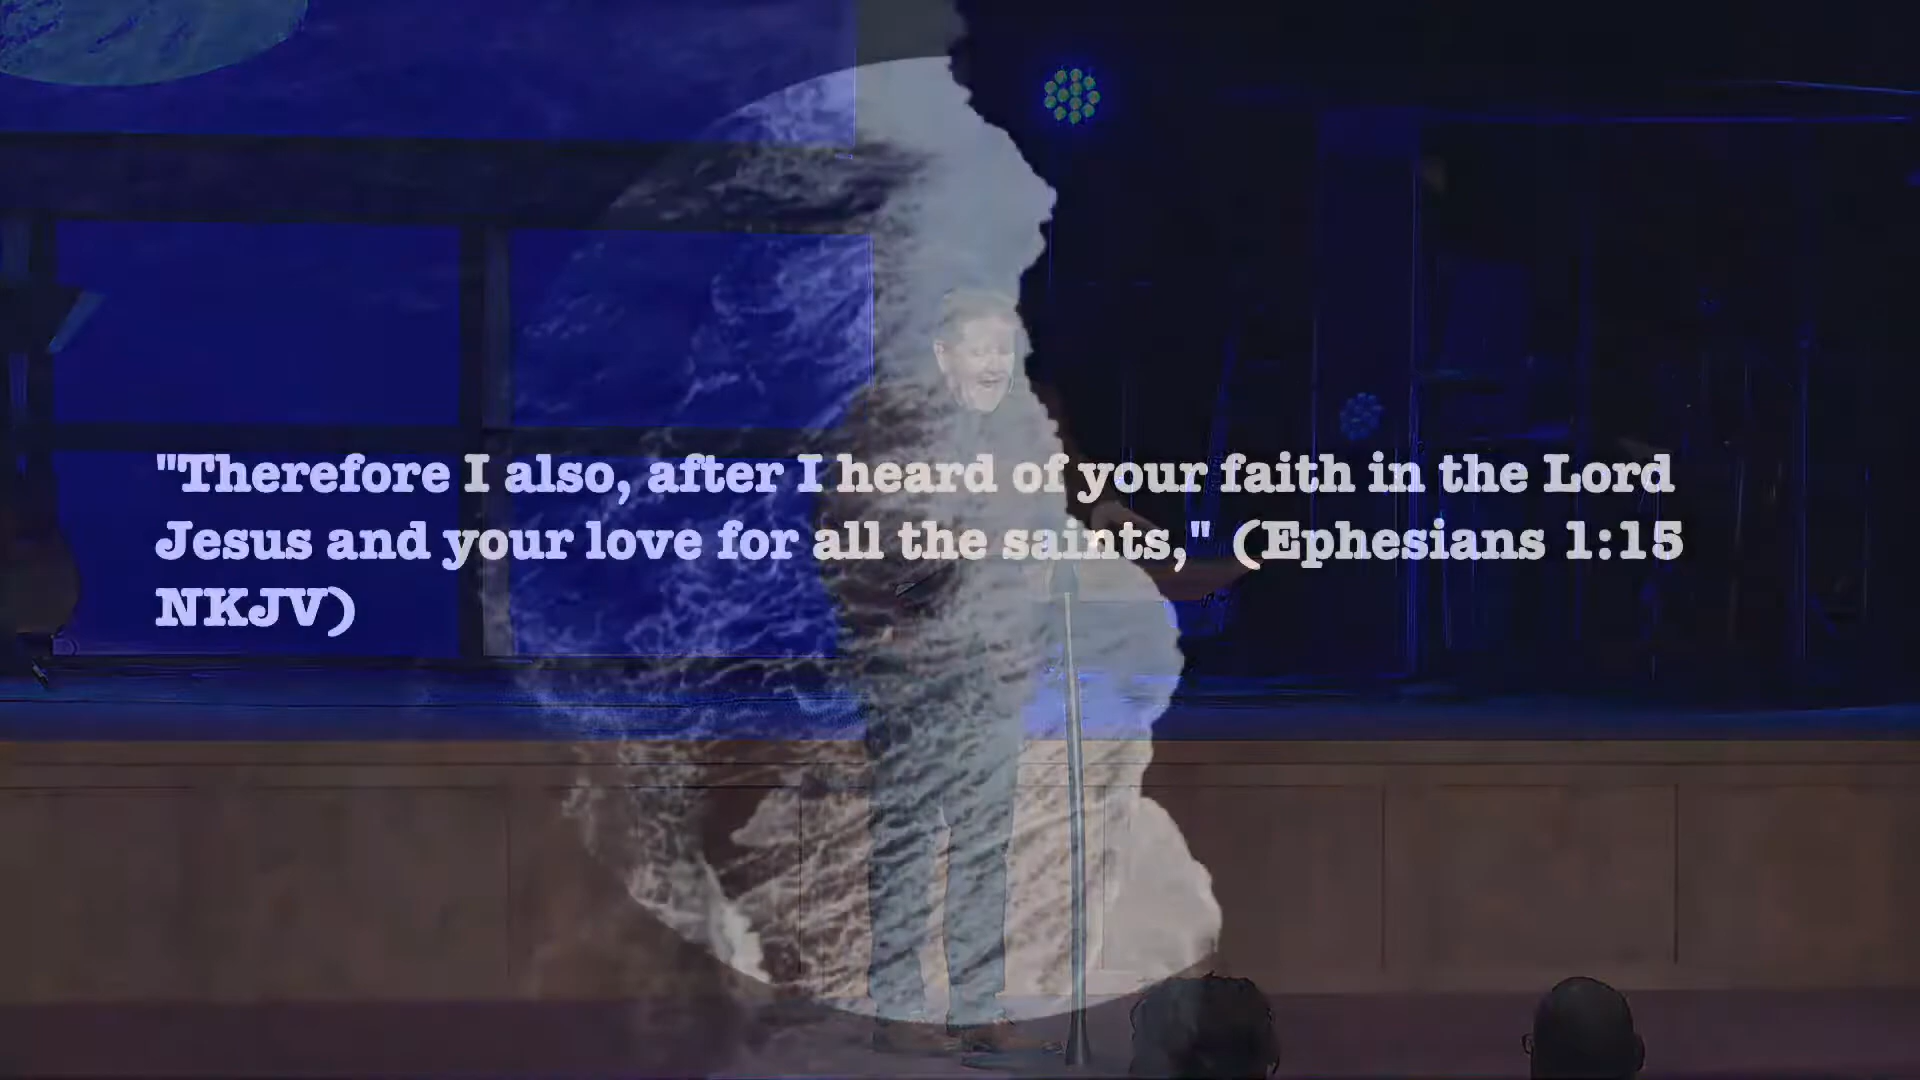 "Therefore I also, after I heard of your faith in the Lord
Jesus and your love for all the saints," (Ephesians 1:15
NKJV)